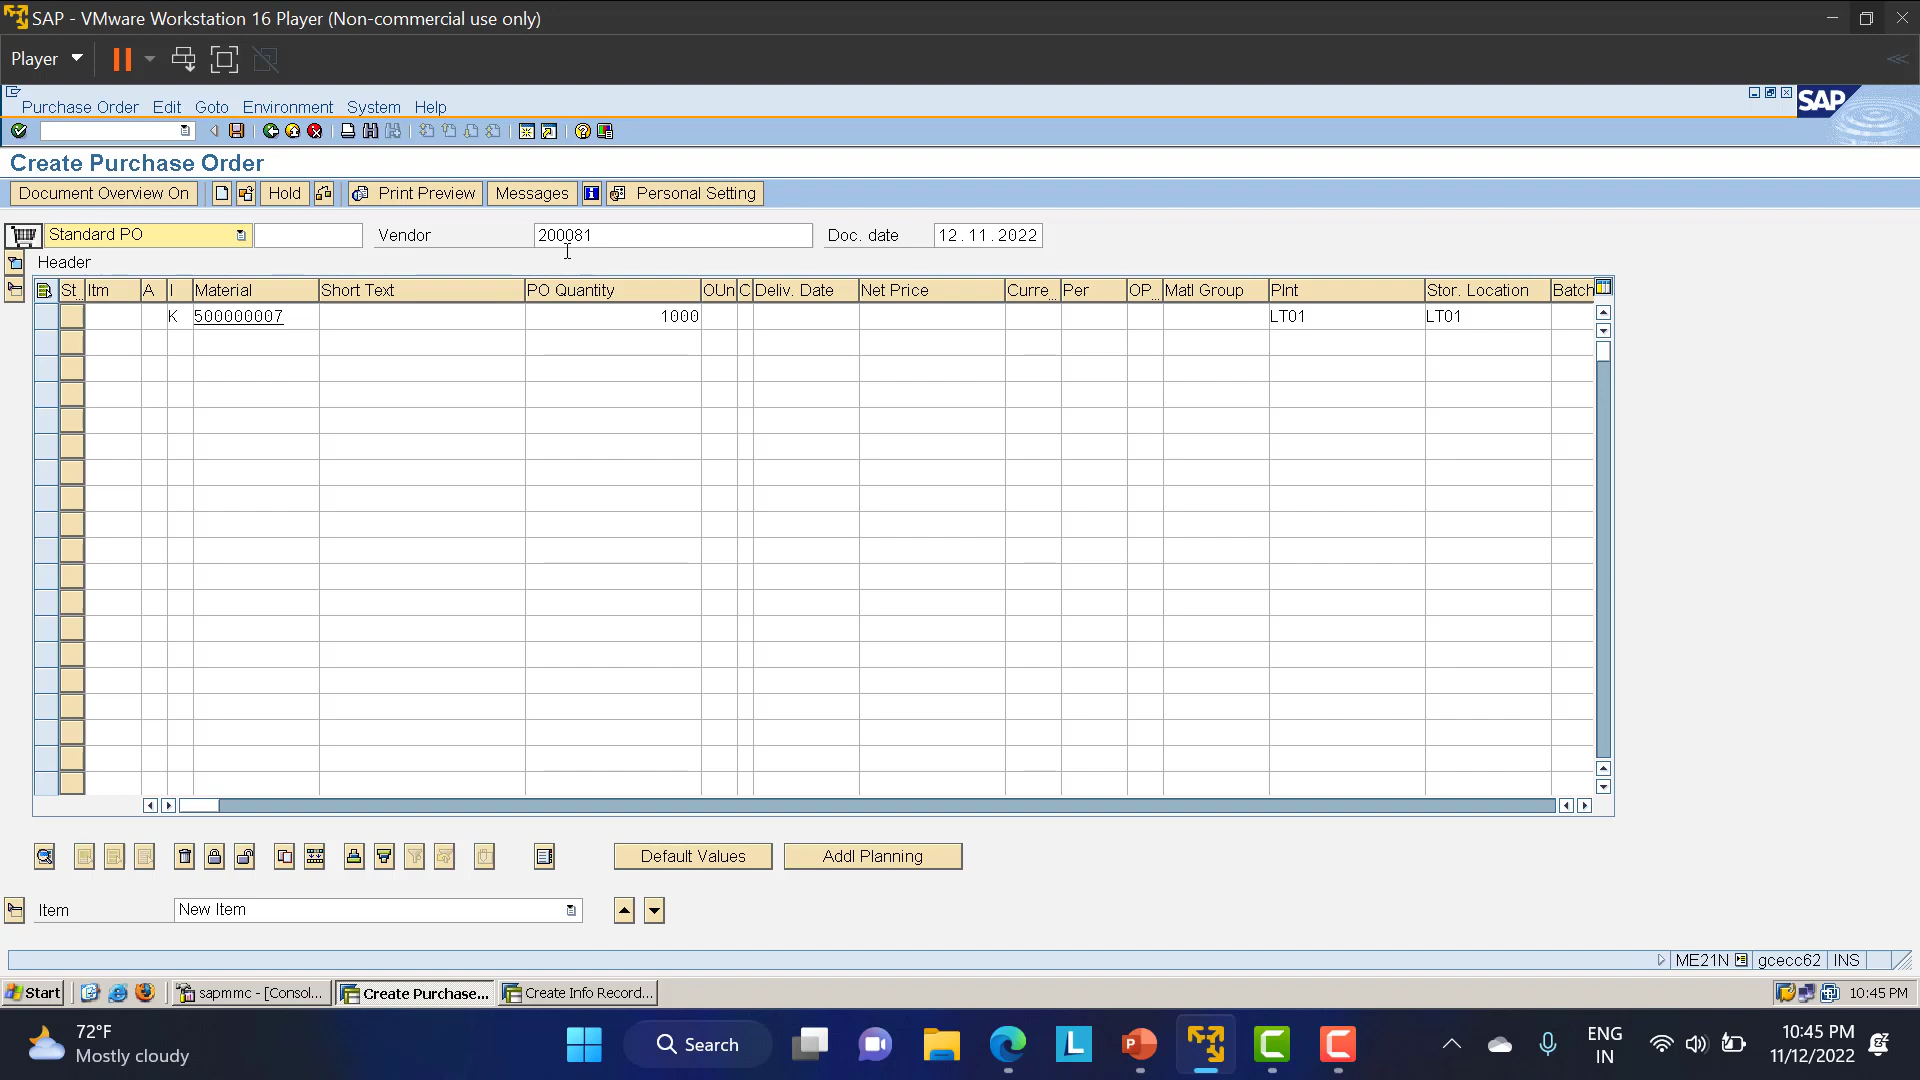 SAP - VMware Workstation 16 Player (Non-commercial use only)
Player
Purchase Order Edit Goto Environment System Help
SAP
Create Purchase Order
Document Overview On Hold Print Preview Messages Personal Setting
Standard PO Vendor 200081 Doc. date 12.11.2022
Header
St.. Itm A I Material Short Text PO Quantity OUn C Deliv. Date Net Price Curre... Per OP... Matl Group Plnt Stor. Location Batch
K 500000007 1000 LT01 LT01
Default Values Addl Planning
Item New Item
ME21N gcecc62 INS
Start sapmmc - [Consol... Create Purchase... Create Info Record... 10:45 PM
72°F
Mostly cloudy
Search
L
P
C
C
ENG
IN
10:45 PM
11/12/2022